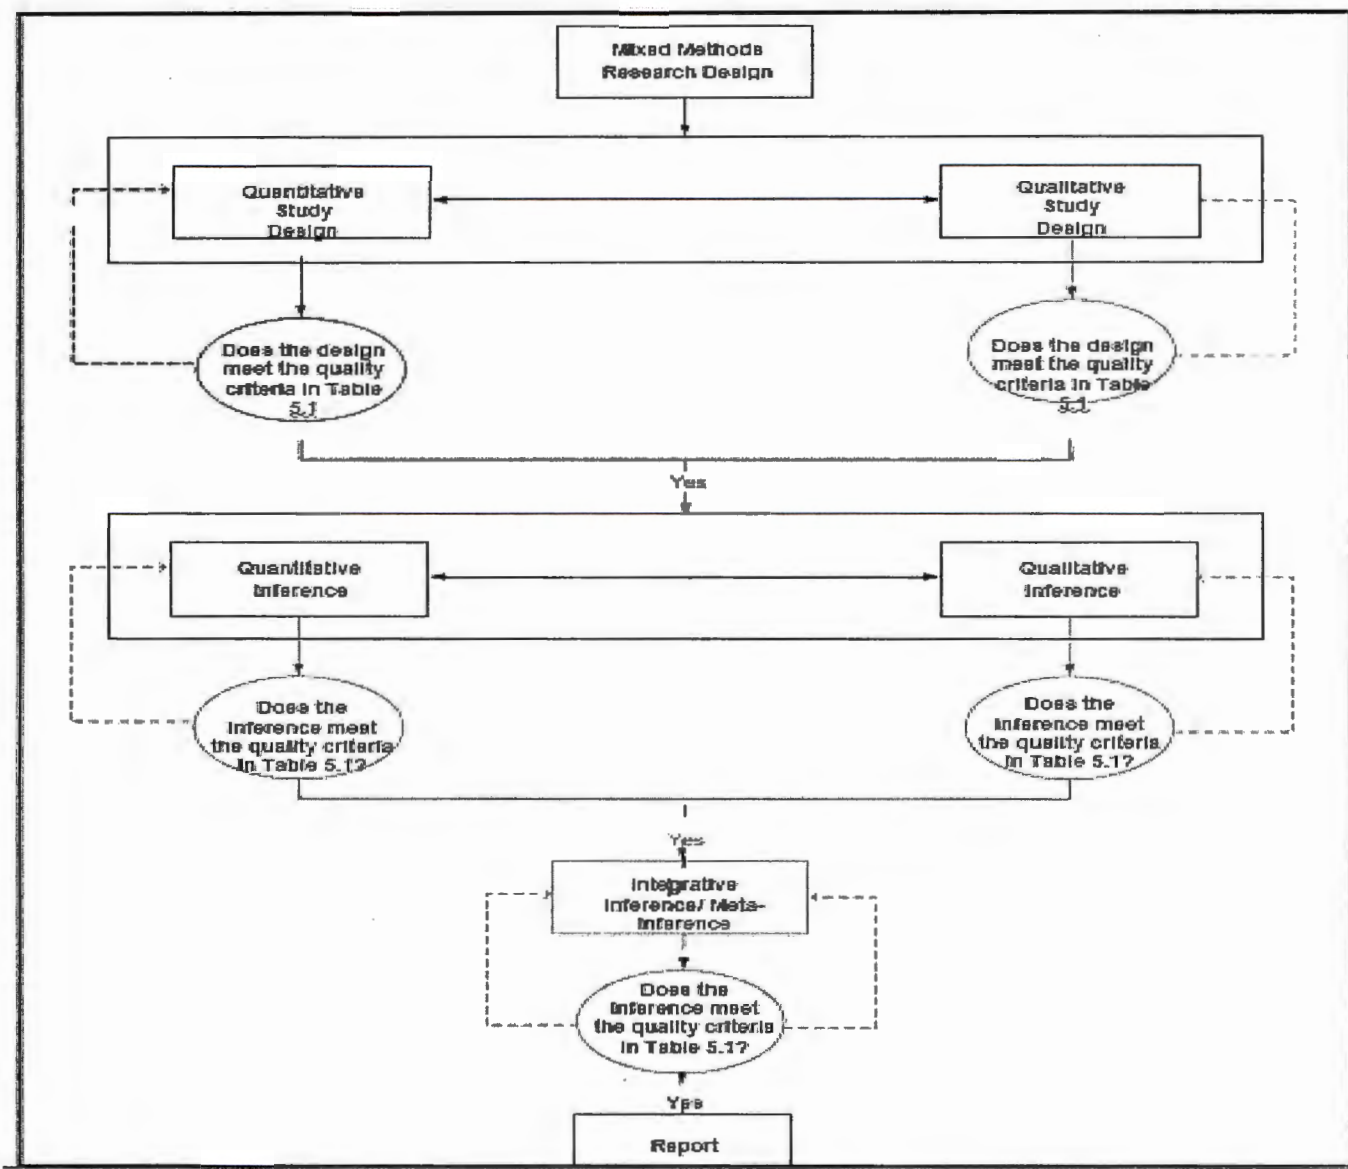 Mixed Methods
Research Design
Quantitative
Study
Design
Qualitative
Study
Design
Does the design
meet the quality
criteria in Table
5.1
Does the design
meet the quality
criteria in Table
5.1
Yes
Quantitative
Inference
Qualitative
Inference
Does the
Inference meet
the quality criteria
in Table 5.1?
Does the
Inference meet
the quality criteria
in Table 5.1?
Yes
Integrative
Inference/ Meta-
Inference
Does the
Inference meet
the quality criteria
in Table 5.1?
Yes
Report